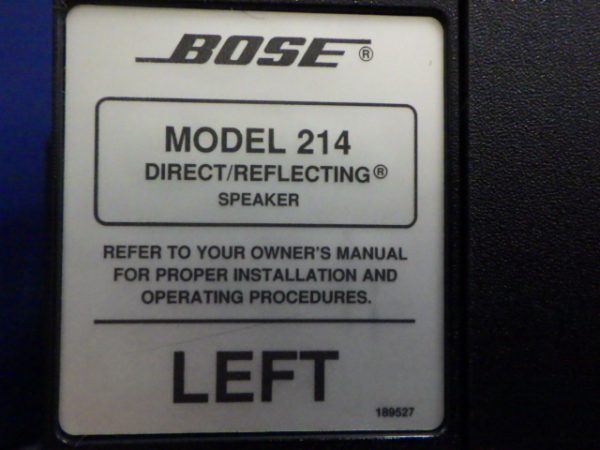 BOSE®
MODEL 214
DIRECT/REFLECTING®
SPEAKER
REFER TO YOUR OWNER'S MANUAL
FOR PROPER INSTALLATION AND
OPERATING PROCEDURES.
LEFT
189527